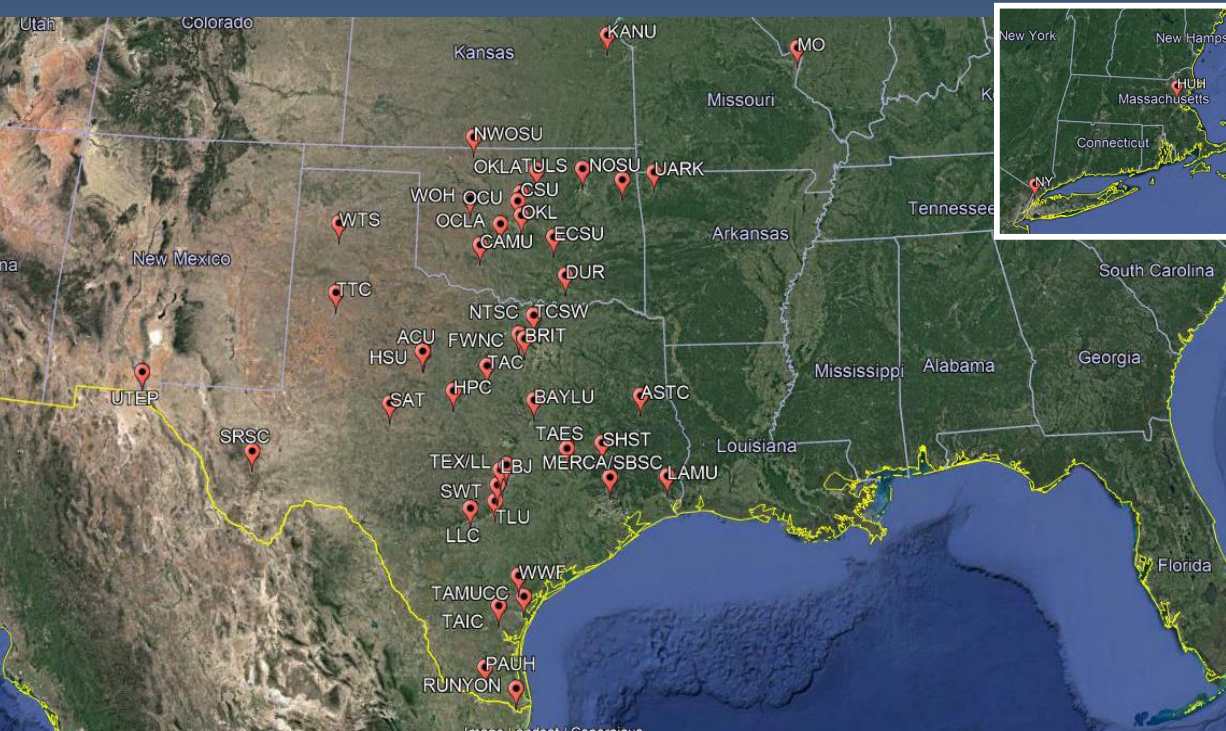 Utah
Colorado
Kansas
KANU
MO
New York
New Hamps
Missouri
K
HUH
Massachusetts
Connecticut
NY
NWOSU
OKLA
TULS
NOSU
UARK
WOH
OCU
CSU
OKL
OCLA
CAMU
ECSU
WTS
Tennessee
Arkansas
na
New Mexico
DUR
South Carolina
TTC
NTSC
TCSW
ACU
FWNC
BRIT
HSU
TAC
Mississippi
Alabama
Georgia
UTEP
HPC
SAT
BAYLU
ASTC
SRSC
TAES
SHST
Louisiana
TEX/LL
LBJ
MERCA/SBSC
LAMU
SWT
TLU
LLC
WWF
Florida
TAMUCC
TAIC
PAUH
RUNYON